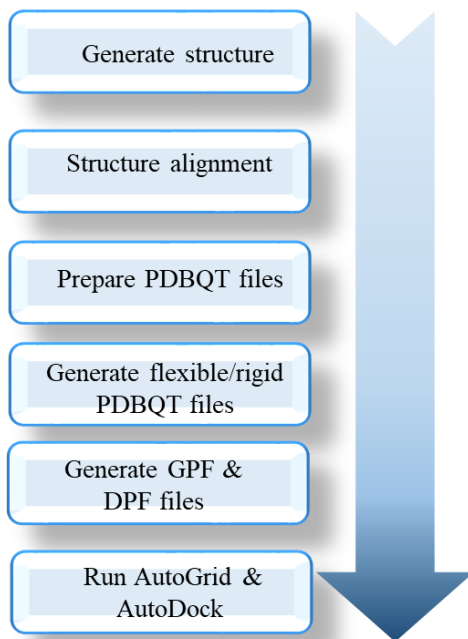 Generate structure
Structure alignment
Prepare PDBQT files
Generate flexible/rigid
PDBQT files
Generate GPF &
DPF files
Run AutoGrid &
AutoDock